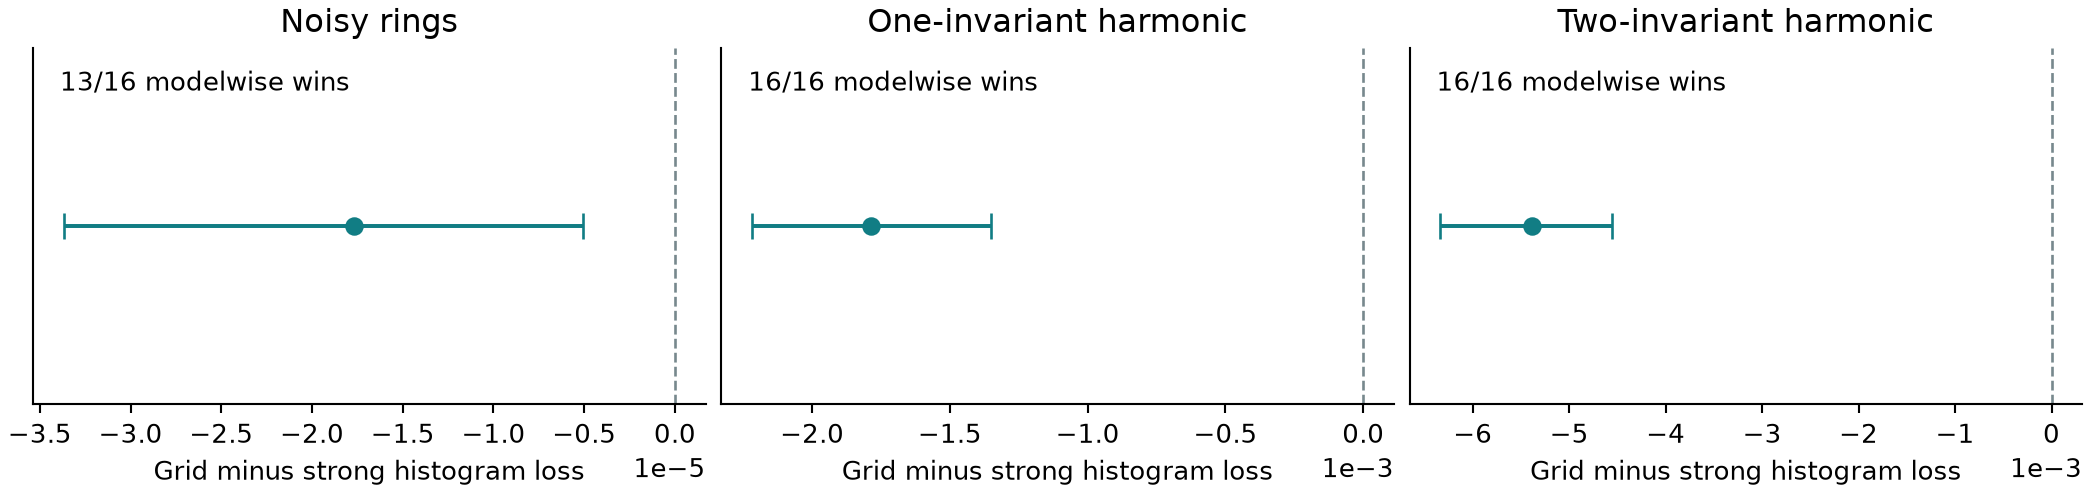 Noisy rings
13/16 modelwise wins
−3.5 −3.0 −2.5 −2.0 −1.5 −1.0 −0.5 0.0
Grid minus strong histogram loss
1e−5
One-invariant harmonic
16/16 modelwise wins
−2.0 −1.5 −1.0 −0.5 0.0
Grid minus strong histogram loss
1e−3
Two-invariant harmonic
16/16 modelwise wins
−6 −5 −4 −3 −2 −1 0
Grid minus strong histogram loss
1e−3